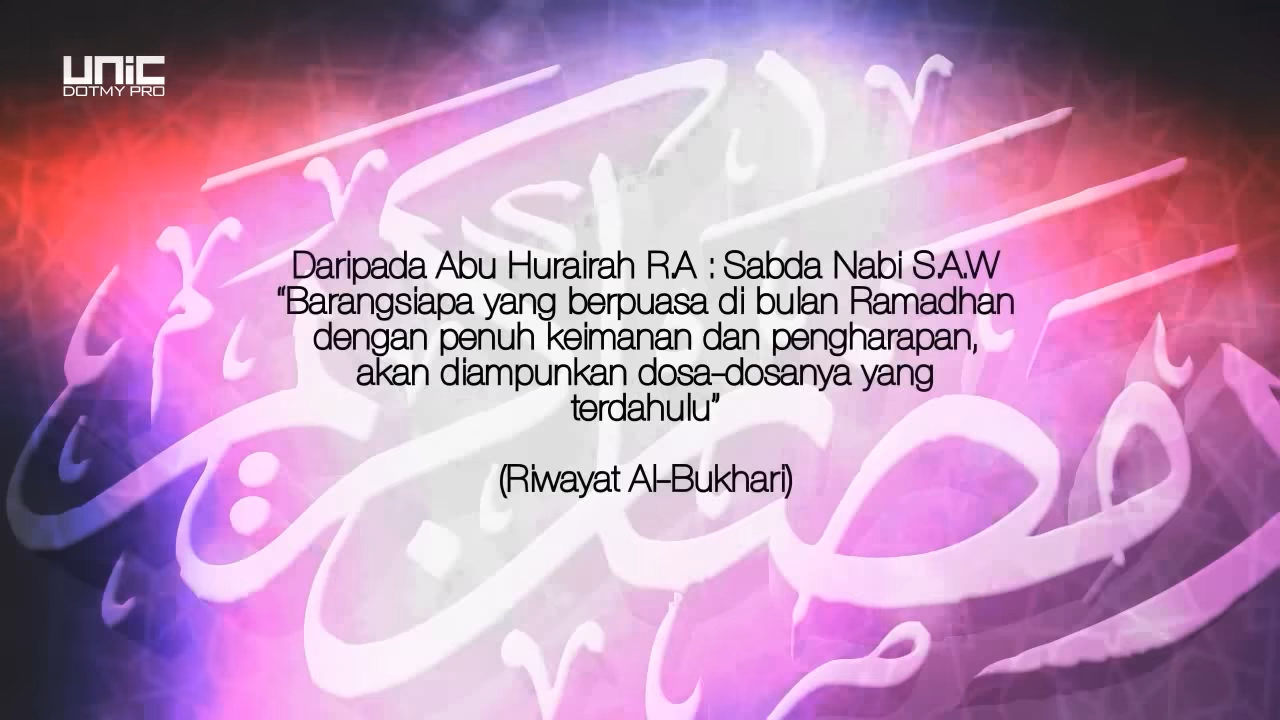 UNIC
DOTMY PRO
Daripada Abu Hurairah R.A : Sabda Nabi S.A.W
“Barangsiapa yang berpuasa di bulan Ramadhan
dengan penuh keimanan dan pengharapan,
akan diampunkan dosa-dosanya yang
terdahulu”
(Riwayat Al-Bukhari)